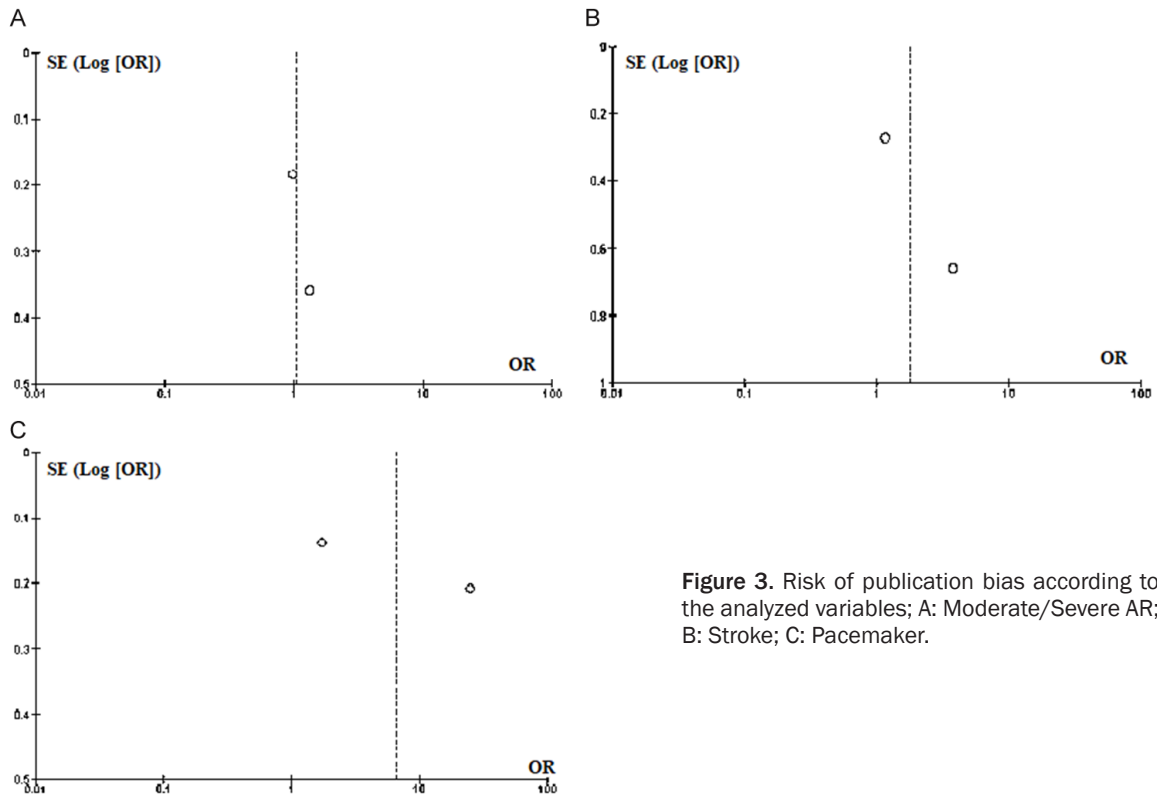 A
SE (Log [OR])
0
0.1
0.2
0.3
0.4
0.5
0.01 0.1 1 10 100
OR
B
SE (Log [OR])
0
0.2
0.4
0.6
0.8
1
0.01 0.1 1 10 100
OR
C
SE (Log [OR])
0
0.1
0.2
0.3
0.4
0.5
0.01 0.1 1 10 100
OR
Figure 3. Risk of publication bias according to
the analyzed variables; A: Moderate/Severe AR;
B: Stroke; C: Pacemaker.